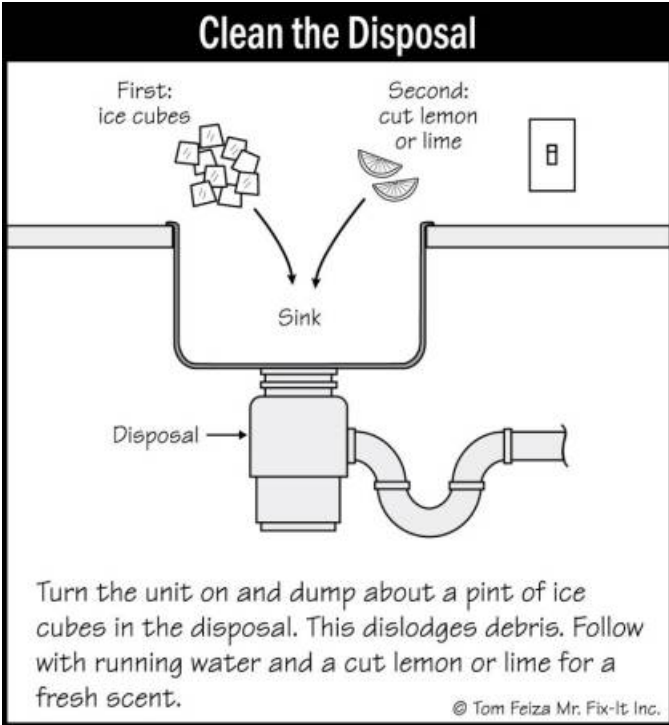 Clean the Disposal
First:
ice cubes
Second:
cut lemon
or lime
Sink
Disposal
Turn the unit on and dump about a pint of ice
cubes in the disposal. This dislodges debris. Follow
with running water and a cut lemon or lime for a
fresh scent.
© Tom Feiza Mr. Fix-It Inc.